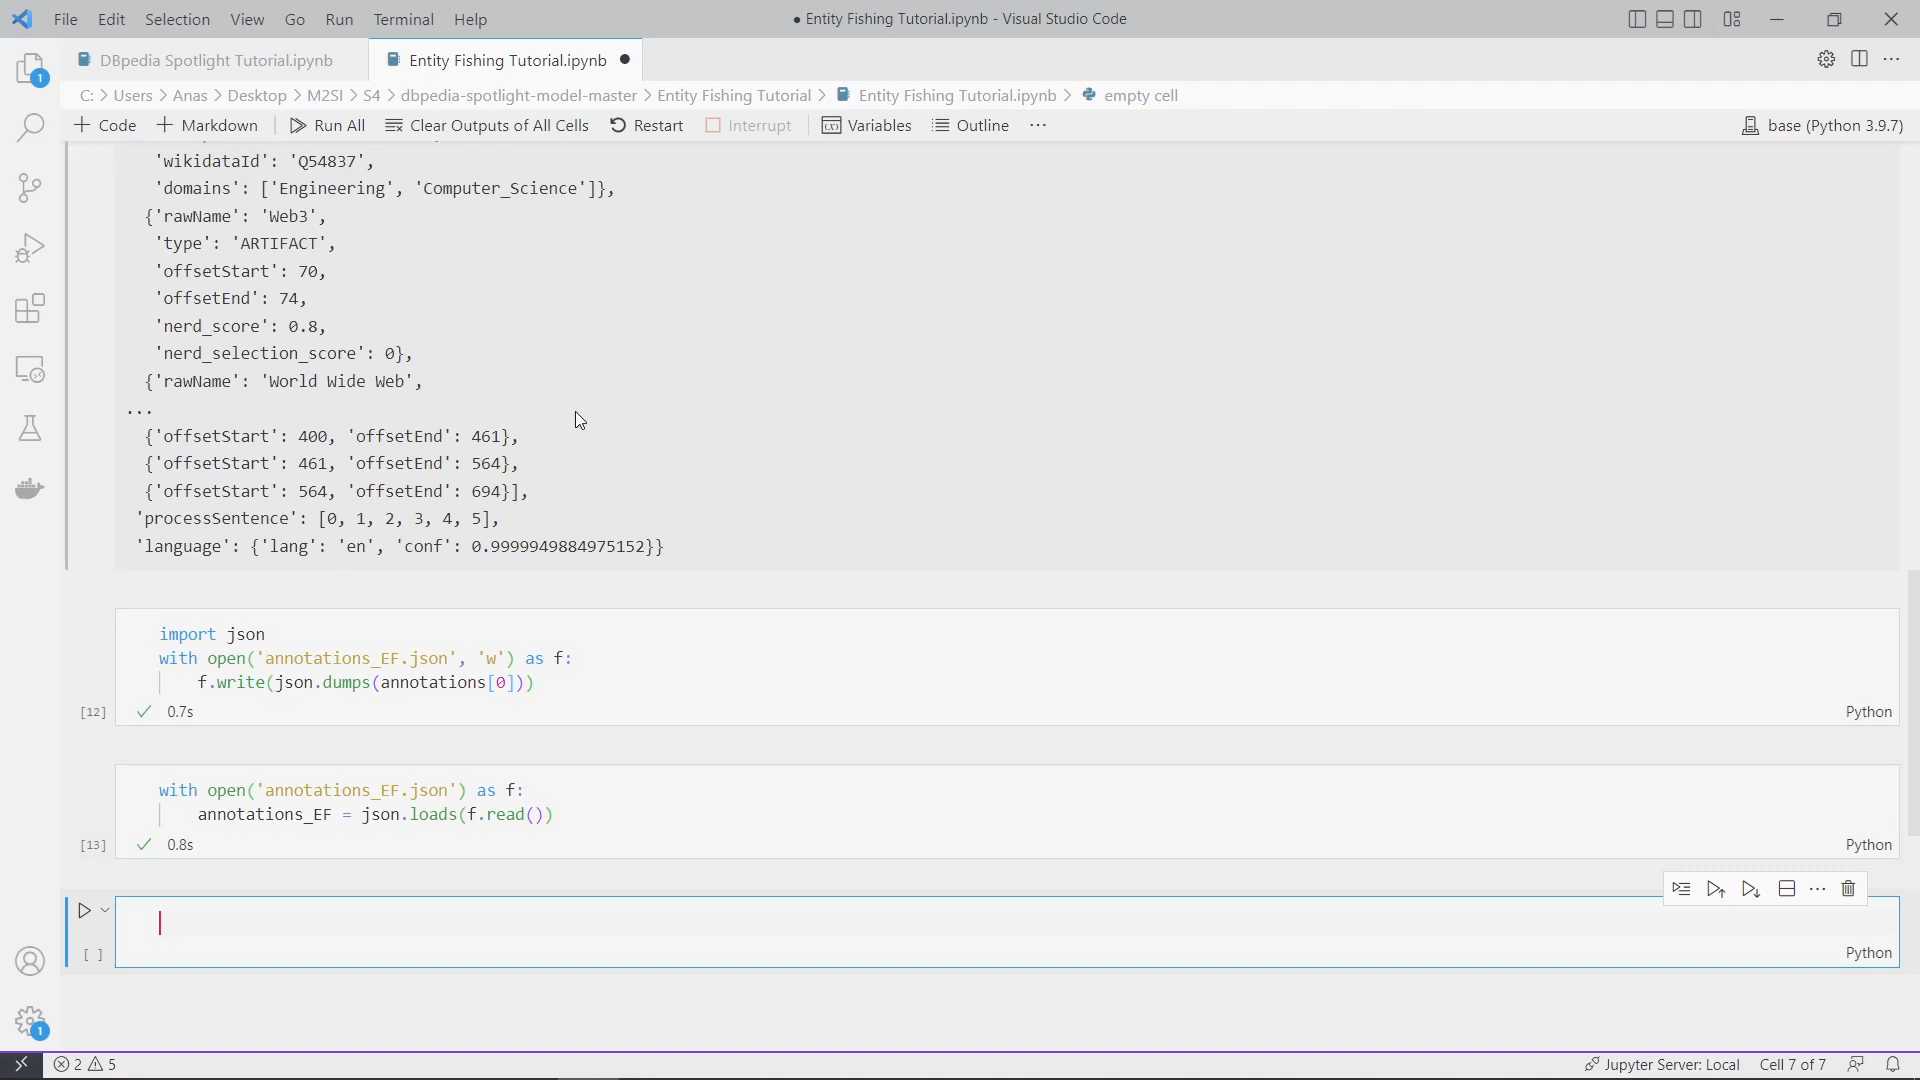 File Edit Selection View Go Run Terminal Help
● Entity Fishing Tutorial.ipynb - Visual Studio Code
DBpedia Spotlight Tutorial.ipynb
Entity Fishing Tutorial.ipynb ●
C: > Users > Anas > Desktop > M2SI > S4 > dbpedia-spotlight-model-master > Entity Fishing Tutorial > Entity Fishing Tutorial.ipynb > empty cell
+ Code + Markdown Run All Clear Outputs of All Cells Restart Interrupt Variables Outline ...
base (Python 3.9.7)
'wikidataId': 'Q54837',
'domains': ['Engineering', 'Computer_Science']},
{'rawName': 'Web3',
'type': 'ARTIFACT',
'offsetStart': 70,
'offsetEnd': 74,
'nerd_score': 0.8,
'nerd_selection_score': 0},
{'rawName': 'World Wide Web',
...
{'offsetStart': 400, 'offsetEnd': 461},
{'offsetStart': 461, 'offsetEnd': 564},
{'offsetStart': 564, 'offsetEnd': 694}],
'processSentence': [0, 1, 2, 3, 4, 5],
'language': {'lang': 'en', 'conf': 0.9999949884975152}}
import json
with open('annotations_EF.json', 'w') as f:
    f.write(json.dumps(annotations[0]))
[12] ✓ 0.7s Python
with open('annotations_EF.json') as f:
    annotations_EF = json.loads(f.read())
[13] ✓ 0.8s Python
[ ] Python
1
1
2 5
Jupyter Server: Local Cell 7 of 7